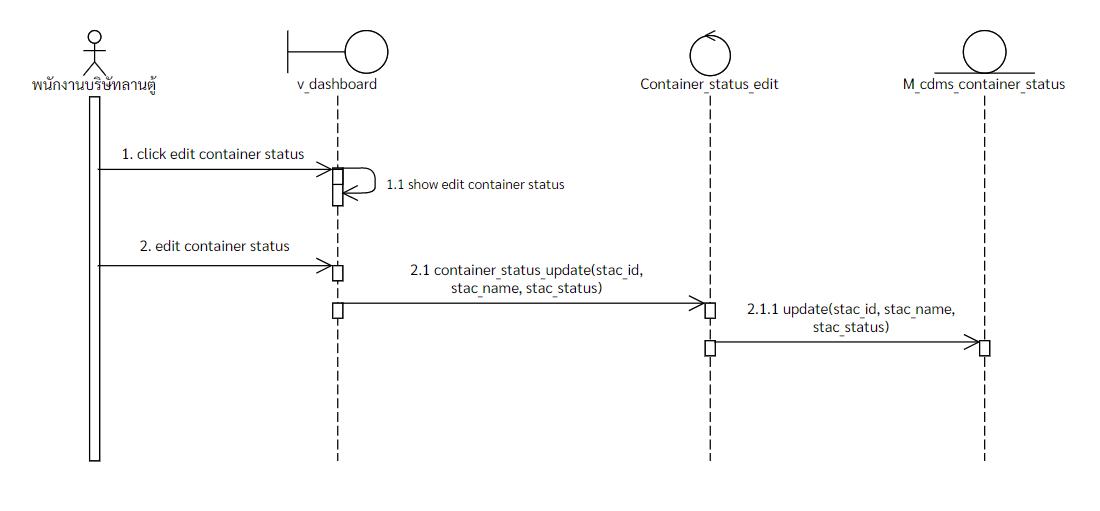 พนักงานบริษัทลานตู้
v_dashboard
Container_status_edit
M_cdms_container_status
1. click edit container status
1.1 show edit container status
2. edit container status
2.1 container_status_update(stac_id,
stac_name, stac_status)
2.1.1 update(stac_id, stac_name,
stac_status)